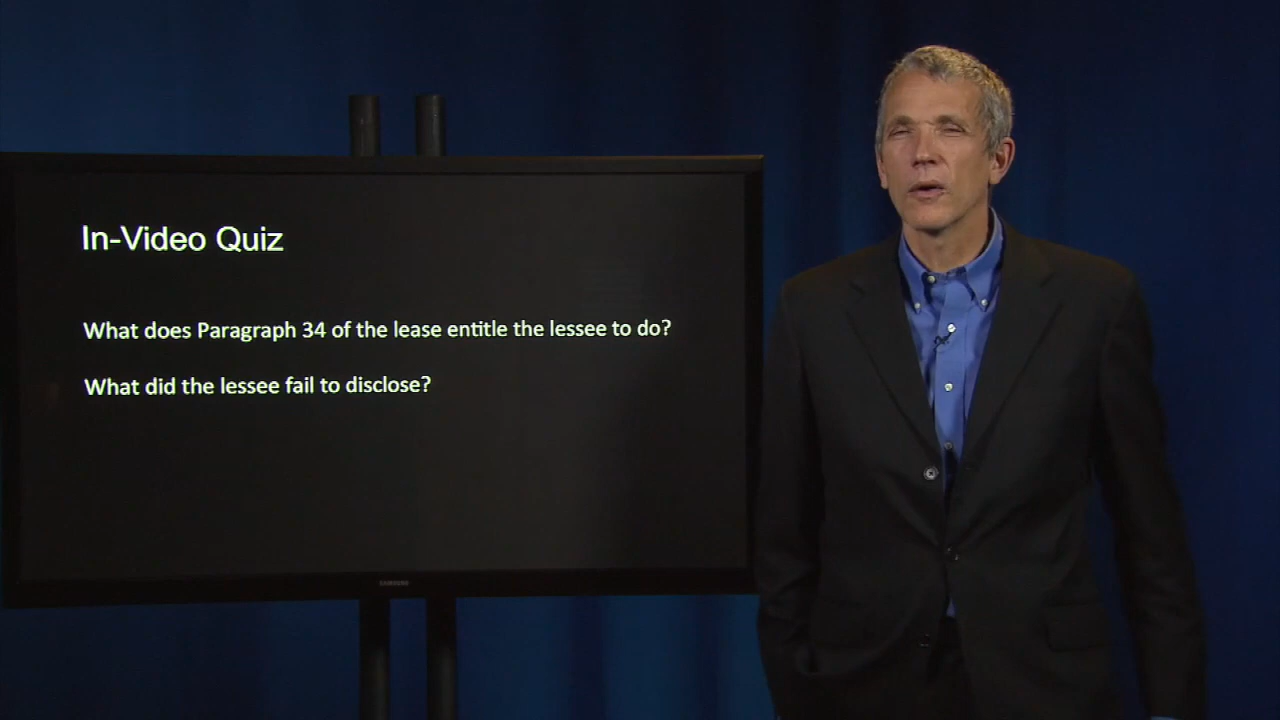 In-Video Quiz
What does Paragraph 34 of the lease entitle the lessee to do?
What did the lessee fail to disclose?
SAMSUNG